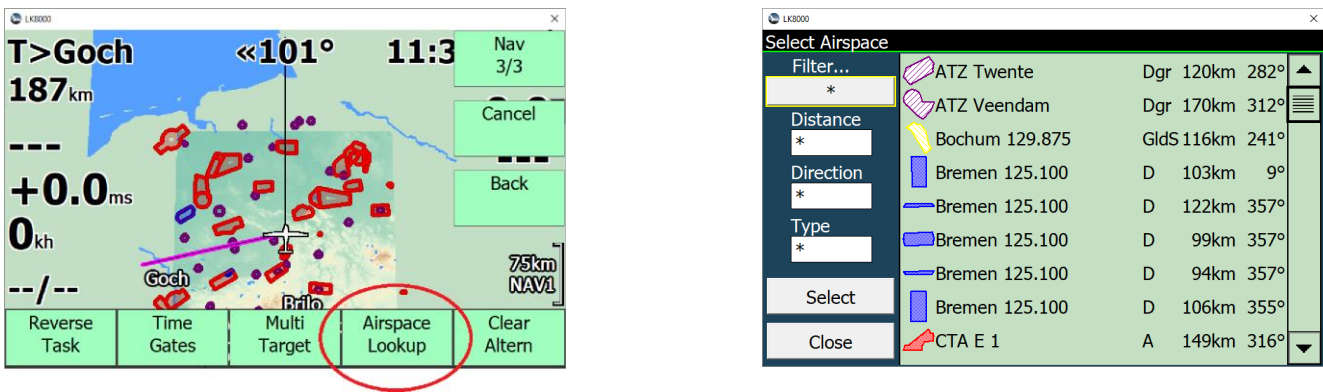 LK8000
T>Goch «101° 11:3
187km
---
+0.0ms
0kh
--/--
Nav
3/3
Cancel
Back
---
Goch
Brilo
75km
NAV1
Reverse
Task
Time
Gates
Multi
Target
Airspace
Lookup
Clear
Altern
LK8000
Select Airspace
Filter...
*
Distance
*
Direction
*
Type
*
Select
Close
ATZ Twente Dgr 120km 282°
ATZ Veendam Dgr 170km 312°
Bochum 129.875 GldS 116km 241°
Bremen 125.100 D 103km 9°
Bremen 125.100 D 122km 357°
Bremen 125.100 D 99km 357°
Bremen 125.100 D 94km 357°
Bremen 125.100 D 106km 355°
CTA E 1 A 149km 316°